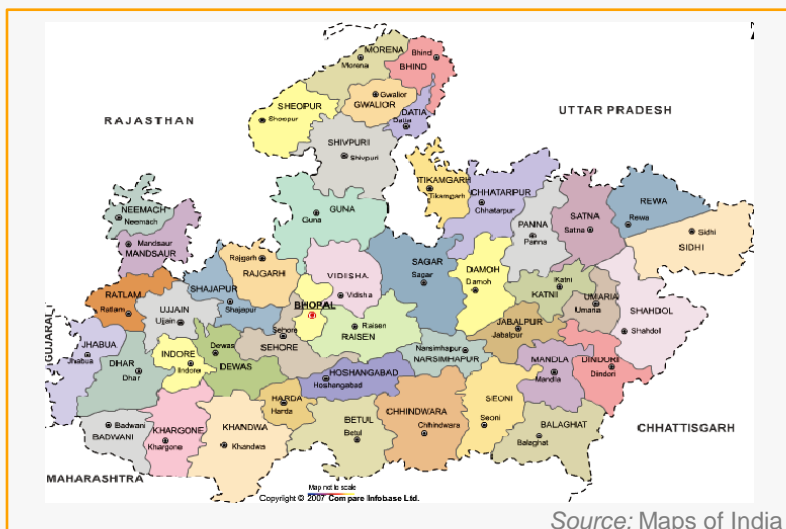 MORENA
Morena
Bhind
BHIND
Gwalior
GWALIOR
SHEOPUR
Sheopur
DATIA
Datia
RAJASTHAN
UTTAR PRADESH
SHIVPURI
Shivpuri
TIKAMGARH
Tikamgarh
CHHATARPUR
Chhatarpur
NEEMACH
Neemach
GUNA
Guna
PANNA
Panna
SATNA
Satna
REWA
Rewa
Sidhi
SIDHI
Mandsaur
MANDSAUR
Rajgarh
RAJGARH
VIDISHA
Vidisha
SAGAR
Sagar
DIAMOH
Damoh
Katni
KATNI
UMARIA
Umaria
SHAHDOL
Shahdol
RATLAM
Ratlam
SHAJAPUR
Shajapur
UJJAIN
Ujjain
BHOPAL
Raisen
RAISEN
Sehore
SEHORE
JABALPUR
Jabalpur
Narsimhapur
NARSIMHAPUR
GUJARAT
JHABUA
Jhabua
DHAR
Dhar
INDORE
Indore
Dewas
DEWAS
HOSHANGABAD
Hoshangabad
MANDLA
Mandla
DINDORI
Dindori
HARDA
Harda
Badwani
BADWANI
KHARGONE
Khargone
KHANDWA
Khandwa
BETUL
Betul
CHHINDWARA
Chhindwara
SEONI
Seoni
BALAGHAT
Balaghat
CHHATTISGARH
MAHARASHTRA
Map not to scale
Copyright © 2007 Compare Infobase Ltd.
Source: Maps of India